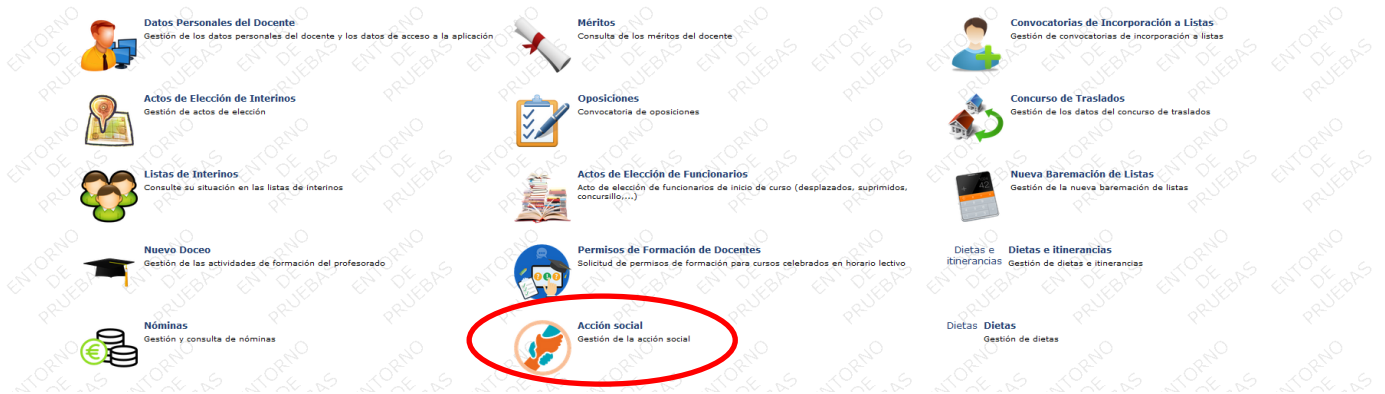 Datos Personales del Docente
Gestión de los datos personales del docente y los datos de acceso a la aplicación
Méritos
Consulta de los méritos del docente
Convocatorias de Incorporación a Listas
Gestión de convocatorias de incorporación a listas
Actos de Elección de Interinos
Gestión de actos de elección
Oposiciones
Convocatoria de oposiciones
Concurso de Traslados
Gestión de los datos del concurso de traslados
Listas de Interinos
Consulte su situación en las listas de interinos
Actos de Elección de Funcionarios
Acto de elección de funcionarios de inicio de curso (desplazados, suprimidos,
concursillo,...)
Nueva Baremación de Listas
Gestión de la nueva baremación de listas
Nuevo Doceo
Gestión de las actividades de formación del profesorado
Permisos de Formación de Docentes
Solicitud de permisos de formación para cursos celebrados en horario lectivo
Dietas e
itinerancias
Dietas e itinerancias
Gestión de dietas e itinerancias
Nóminas
Gestión y consulta de nóminas
Acción social
Gestión de la acción social
Dietas
Dietas
Gestión de dietas
ENTORNO
DE
PRUEBAS